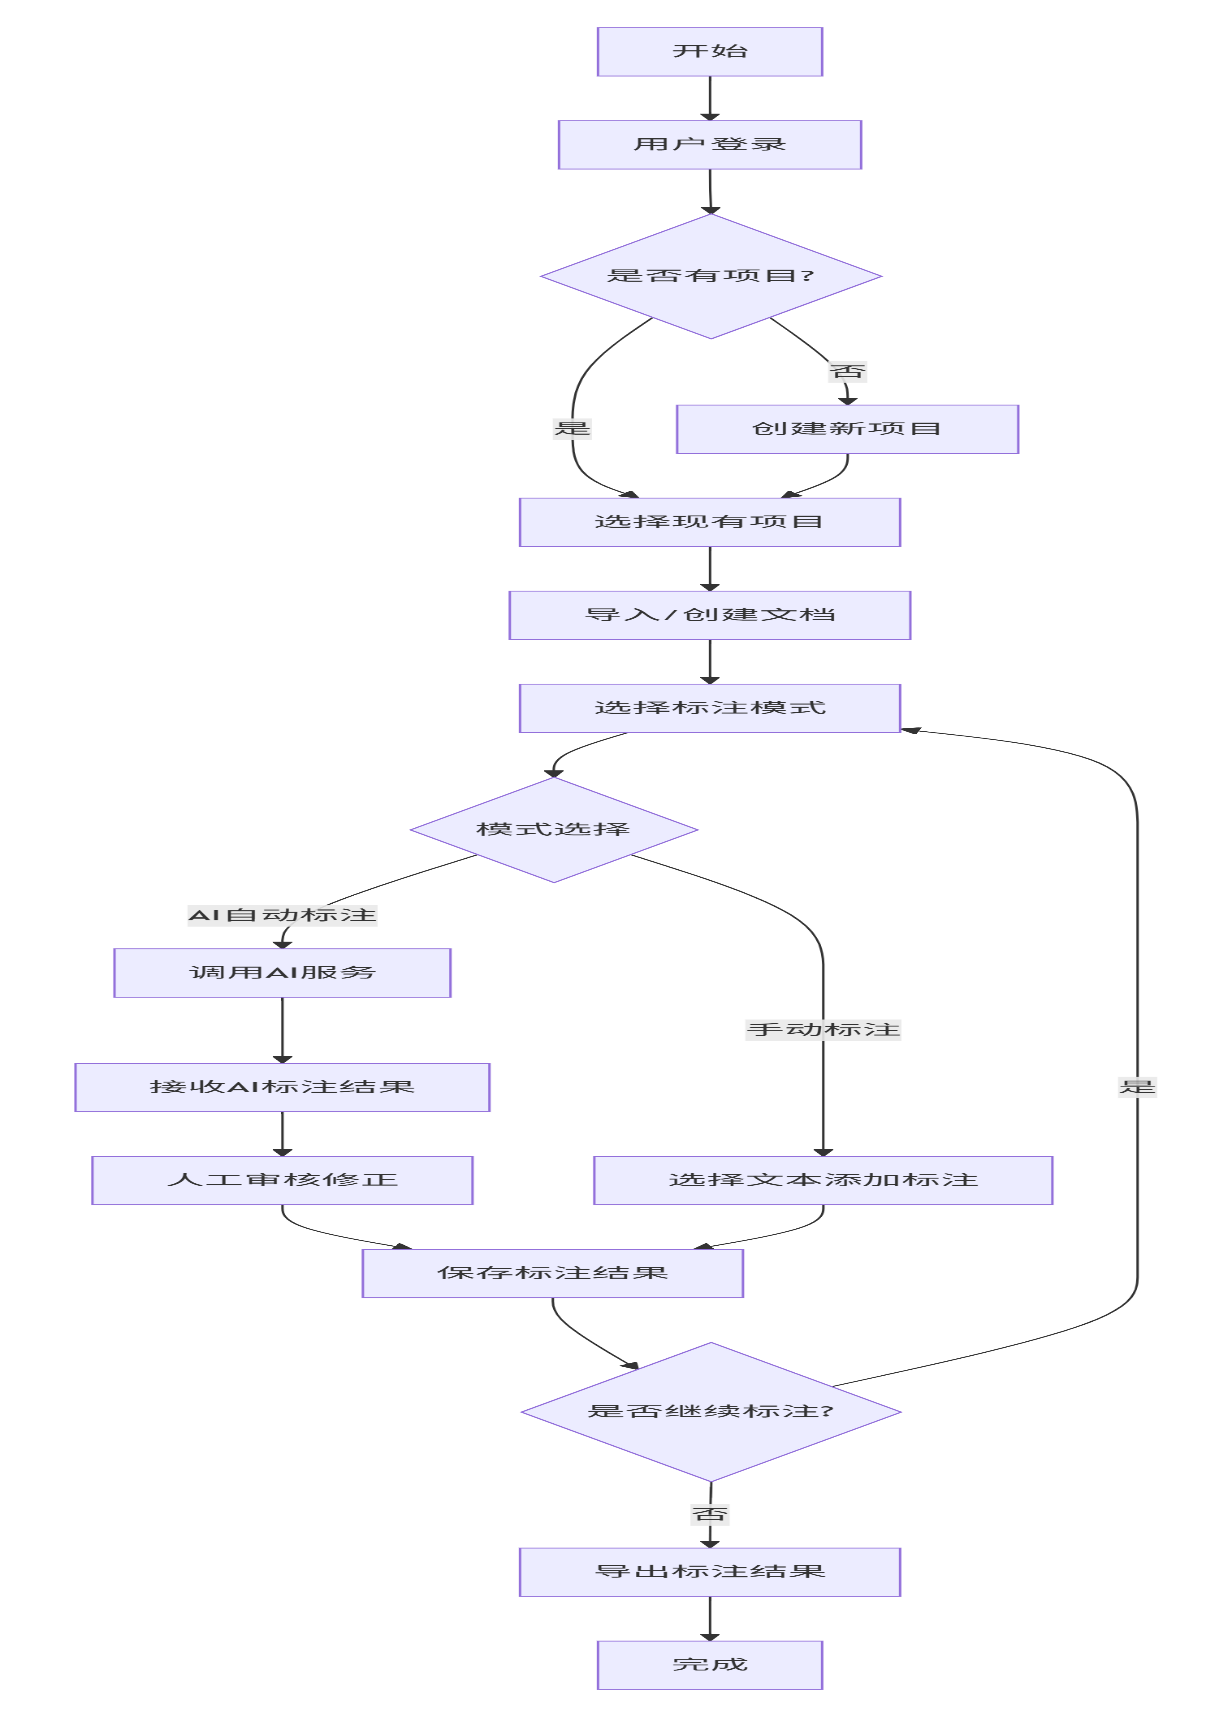 开始
用户登录
是否有项目?
否
创建新项目
是
选择现有项目
导入/创建文档
选择标注模式
模式选择
AI自动标注
调用AI服务
手动标注
接收AI标注结果
是
人工审核修正
选择文本添加标注
保存标注结果
是否继续标注?
否
导出标注结果
完成